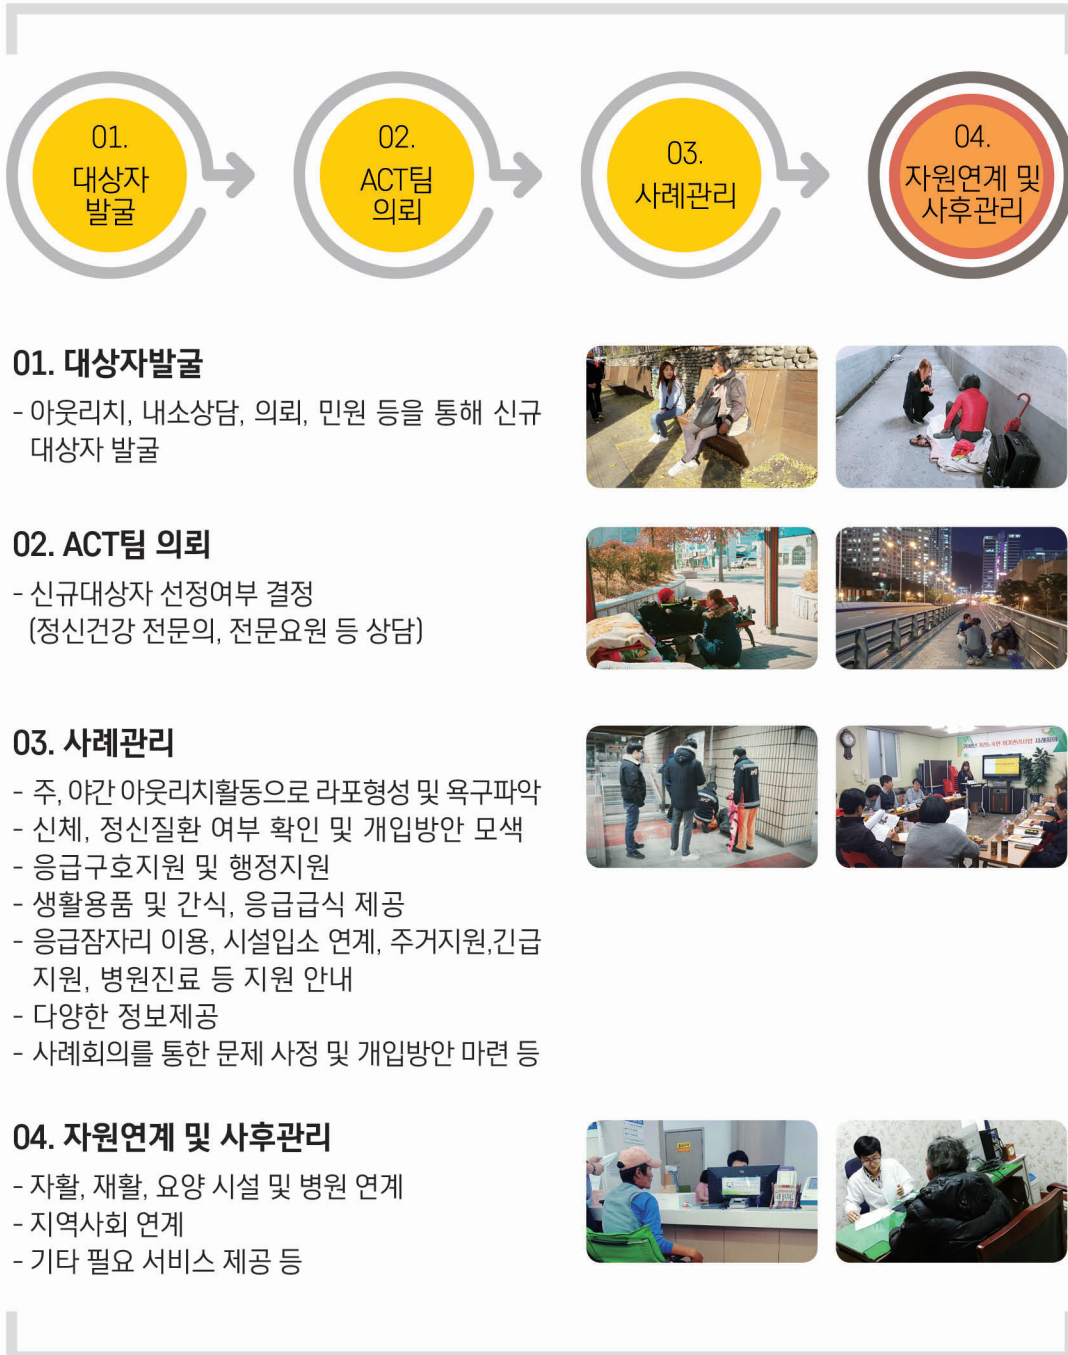 01.
대상자
발굴
02.
ACT팀
의뢰
03.
사례관리
04.
자원연계 및
사후관리
01. 대상자발굴
- 아웃리치, 내소상담, 의뢰, 민원 등을 통해 신규
대상자 발굴
02. ACT팀 의뢰
- 신규대상자 선정여부 결정
(정신건강 전문의, 전문요원 등 상담)
03. 사례관리
- 주, 야간 아웃리치활동으로 라포형성 및 욕구파악
- 신체, 정신질환 여부 확인 및 개입방안 모색
- 응급구호지원 및 행정지원
- 생활용품 및 간식, 응급급식 제공
- 응급잠자리 이용, 시설입소 연계, 주거지원,긴급
지원, 병원진료 등 지원 안내
- 다양한 정보제공
- 사례회의를 통한 문제 사정 및 개입방안 마련 등
04. 자원연계 및 사후관리
- 자활, 재활, 요양 시설 및 병원 연계
- 지역사회 연계
- 기타 필요 서비스 제공 등